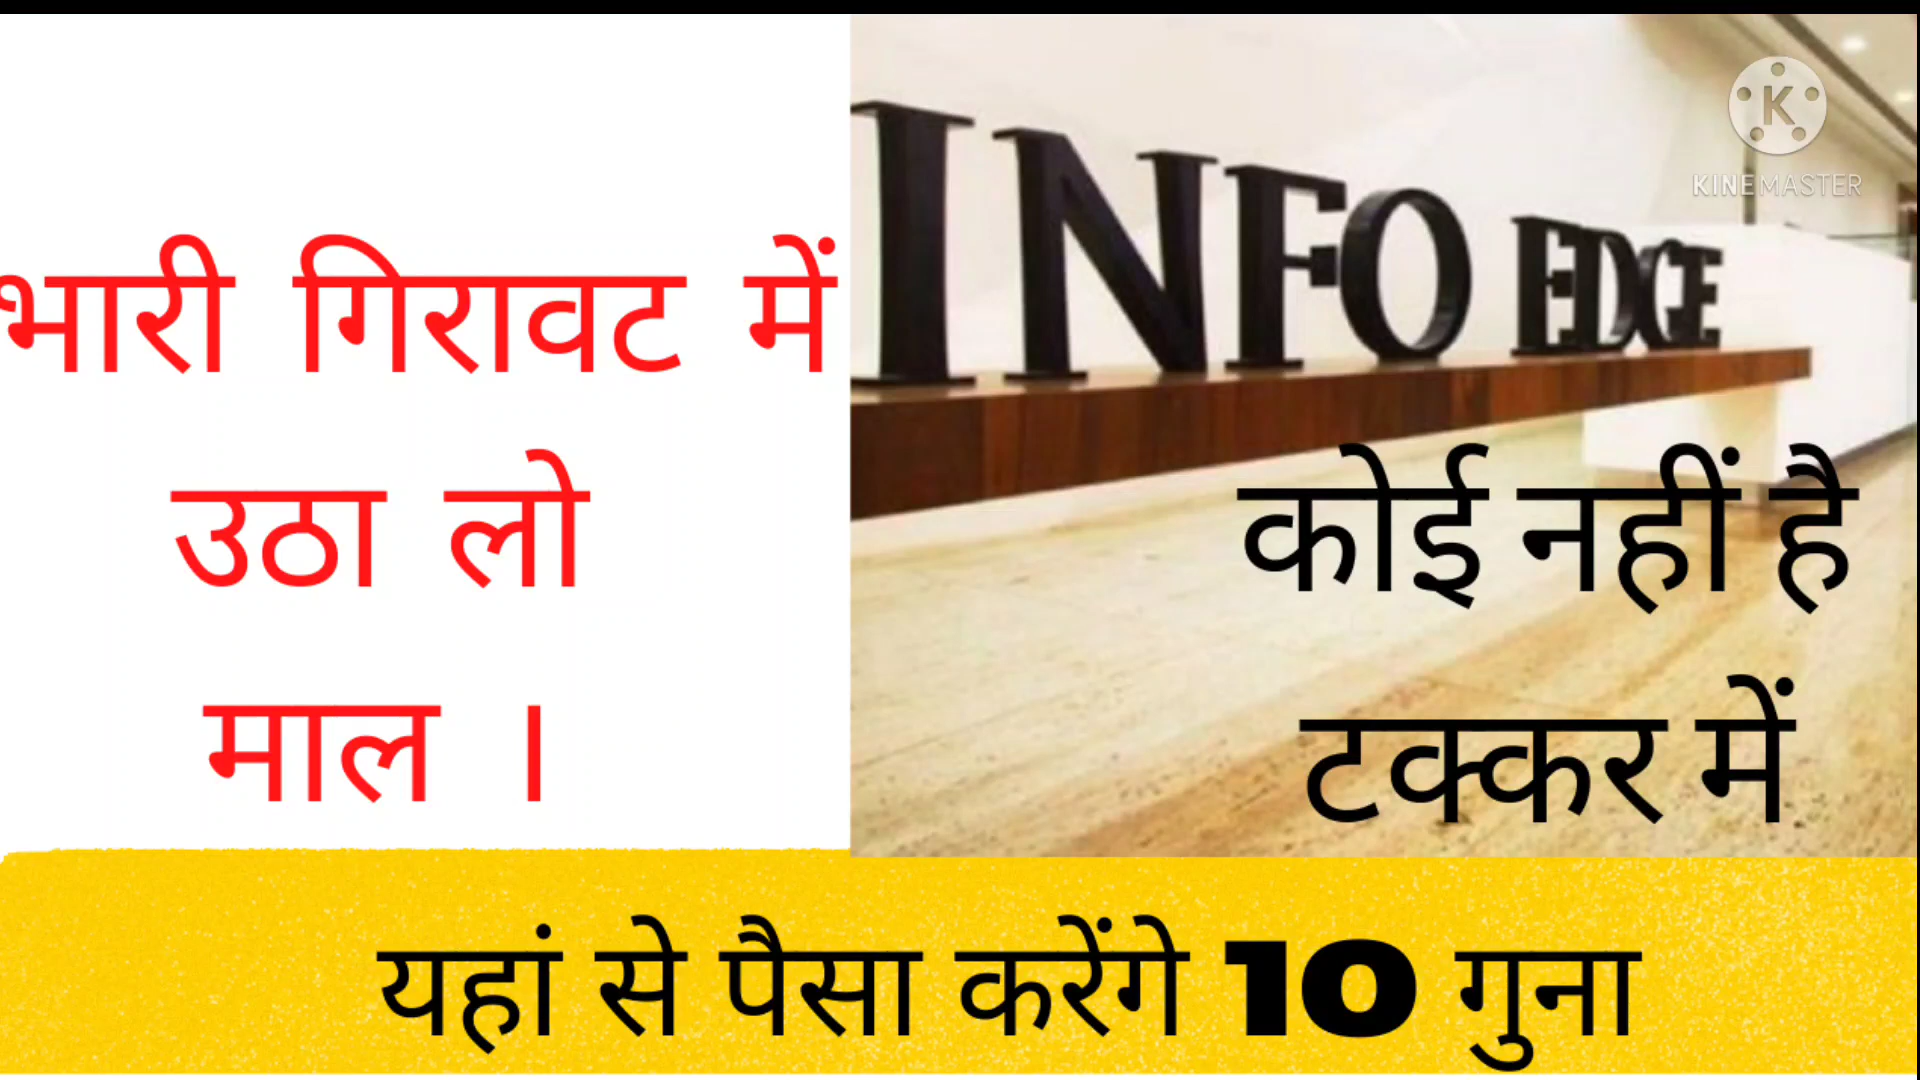 भारी गिरावट में
उठा लो
माल ।
INFO EDGE
KINEMASTER
कोई नहीं है
टक्कर में
यहां से पैसा करेंगे 10 गुना